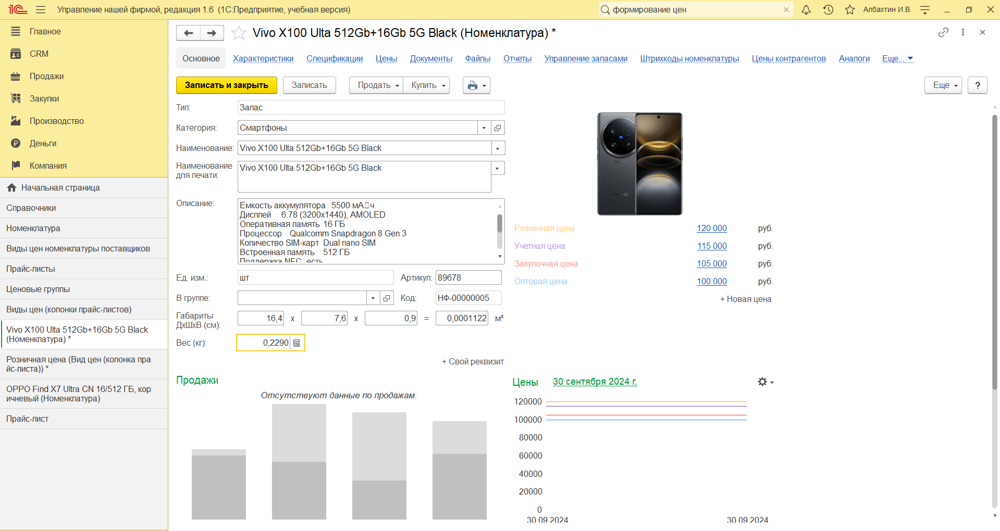 1С Управление нашей фирмой, редакция 1.6 (1С:Предприятие, учебная версия)
формирование цен
Албахтин И.В.
Главное
CRM
Продажи
Закупки
Производство
Деньги
Компания
Начальная страница
Справочники
Номенклатура
Виды цен номенклатуры поставщиков
Прайс-листы
Ценовые группы
Виды цен (колонки прайс-листов)
Vivo X100 Ulta 512Gb+16Gb 5G Black
(Номенклатура) *
Розничная цена (Вид цен (колонка пра
йс-листа)) *
OPPO Find X7 Ultra CN 16/512 ГБ, кор
ичневый (Номенклатура)
Прайс-лист
Vivo X100 Ulta 512Gb+16Gb 5G Black (Номенклатура) *
Основное Характеристики Спецификации Цены Документы Файлы Отчеты Управление запасами Штрихкоды номенклатуры Цены контрагентов Аналоги Еще...
Записать и закрыть Записать Продать Купить Еще ?
Тип: Запас
Категория: Смартфоны
Наименование: Vivo X100 Ulta 512Gb+16Gb 5G Black
Наименование
для печати:
Vivo X100 Ulta 512Gb+16Gb 5G Black
Описание:
Емкость аккумулятора 5500 мА□ч
Дисплей 6.78 (3200x1440), AMOLED
Оперативная память 16 ГБ
Процессор Qualcomm Snapdragon 8 Gen 3
Количество SIM-карт Dual nano SIM
Встроенная память 512 ГБ
Поддержка NFC есть
Ед. изм.: шт Артикул: 89678
В группе: Код: НФ-00000005
Габариты
ДхШхВ (см):
16,4 x 7,6 x 0,9 = 0,0001122 м³
Вес (кг): 0,2290
+ Свой реквизит
VIVO
Розничная цена 120 000 руб.
Учетная цена 115 000 руб.
Закупочная цена 105 000 руб.
Оптовая цена 100 000 руб.
+ Новая цена
Продажи
Отсутствуют данные по продажам.
Цены 30 сентября 2024 г.
120000
100000
80000
60000
40000
20000
0
30.09.2024 30.09.2024